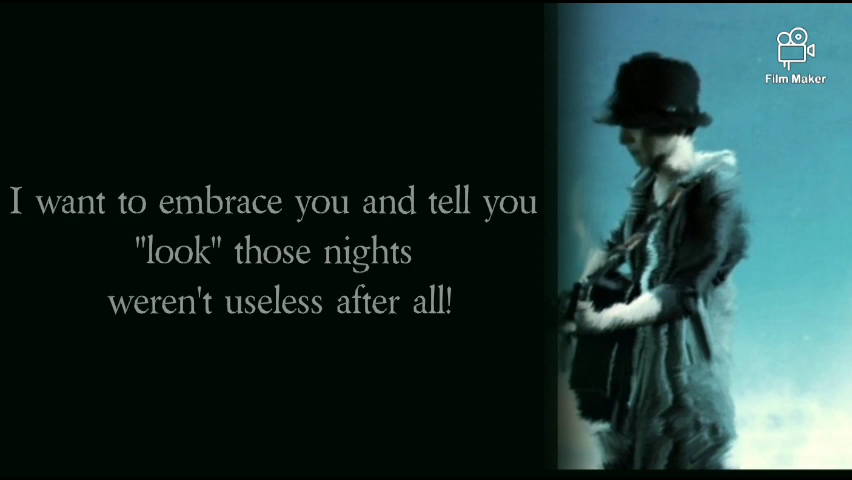 Film Maker
I want to embrace you and tell you
"look" those nights
weren't useless after all!